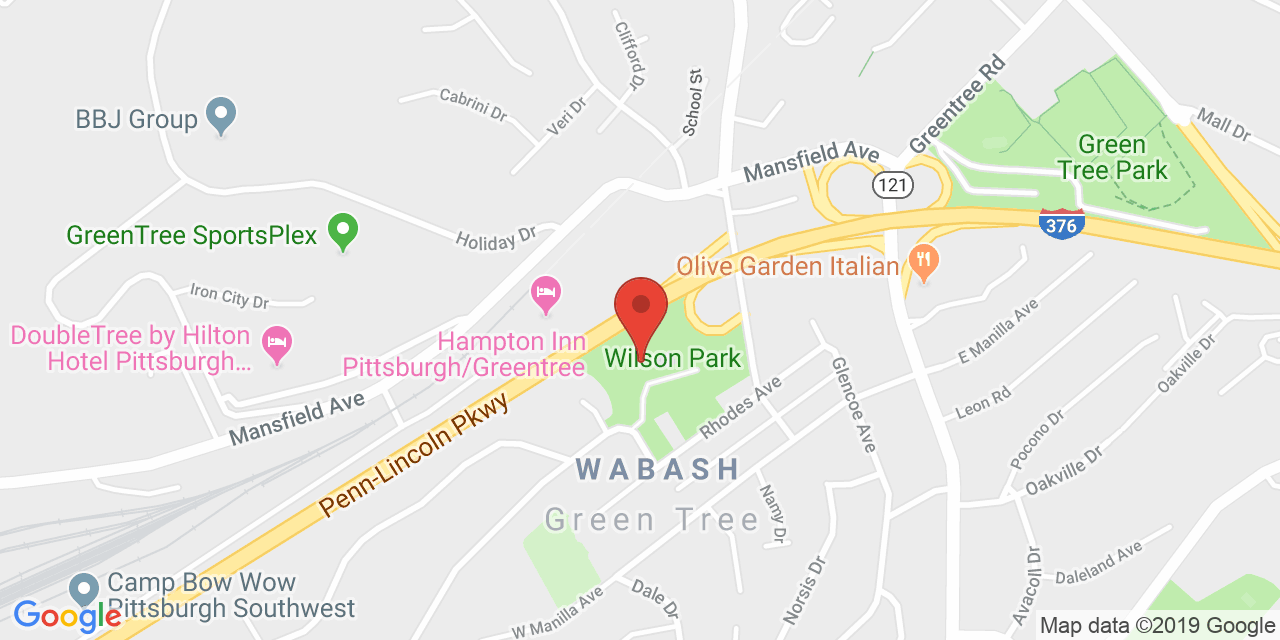 Clifford Dr
School St
Cabrini Dr
Veri Dr
Greentree Rd
Mall Dr
BBJ Group
Mansfield Ave
Green
Tree Park
121
376
GreenTree SportsPlex
Holiday Dr
Olive Garden Italian
Iron City Dr
DoubleTree by Hilton
Hotel Pittsburgh...
Hampton Inn
Pittsburgh/Greentree
Wilson Park
E Manilla Ave
Oakville Dr
Glencoe Ave
Rhodes Ave
Leon Rd
Mansfield Ave
Penn-Lincoln Pkwy
Pocono Dr
Oakville Dr
WABASH
Green Tree
Namy Dr
Norsis Dr
Avacoll Dr
Daleland Ave
Camp Bow Wow
Pittsburgh Southwest
Dale Dr
W Manilla Ave
Google
Map data ©2019 Google